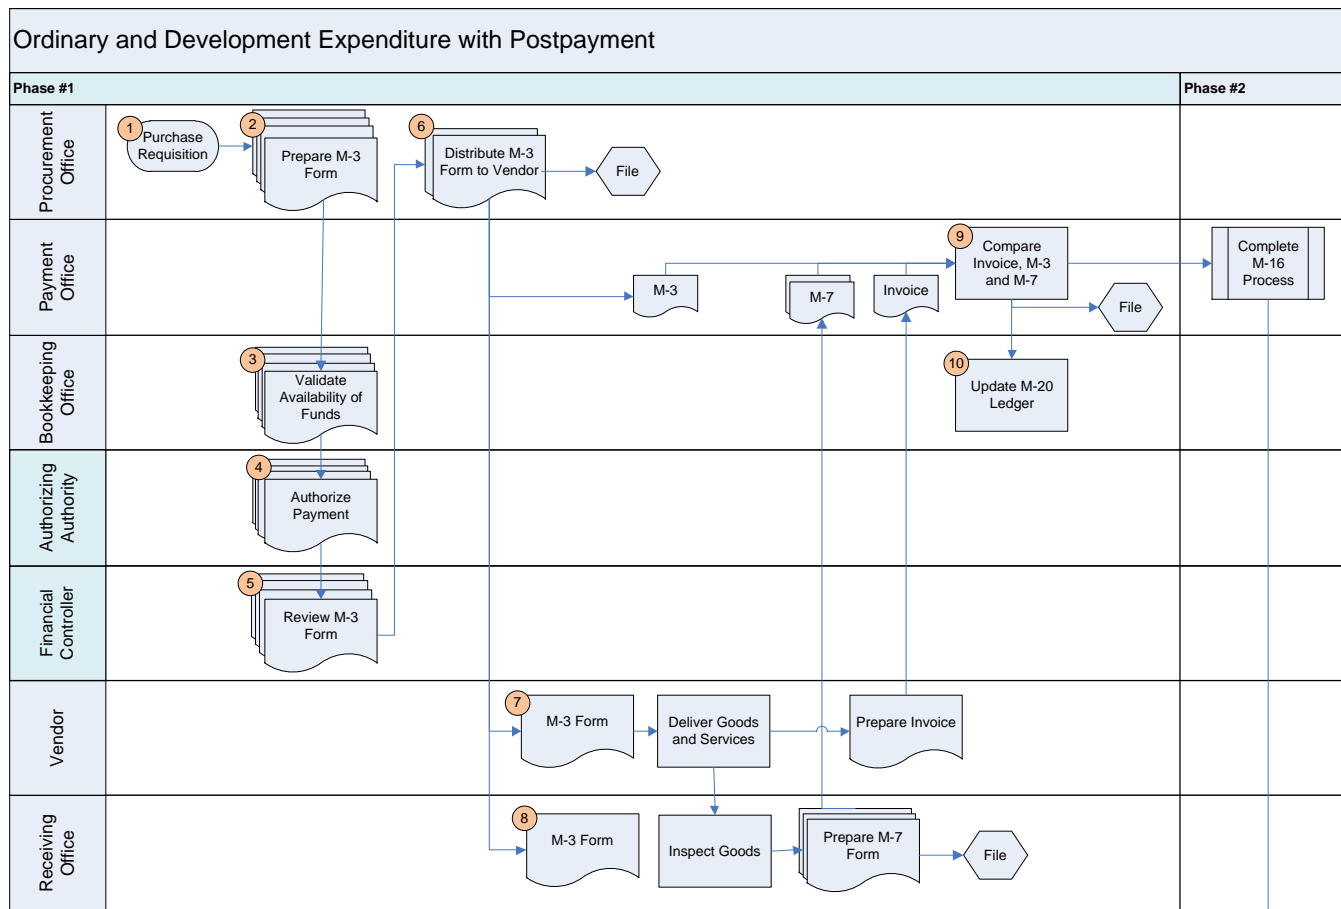 Ordinary and Development Expenditure with Postpayment
Phase #1
Phase #2
Procurement
Office
1
Purchase
Requisition
2
Prepare M-3
Form
6
Distribute M-3
Form to Vendor
File
Payment
Office
M-3
M-7
Invoice
9
Compare
Invoice, M-3
and M-7
File
Complete
M-16
Process
Bookkeeping
Office
3
Validate
Availability of
Funds
10
Update M-20
Ledger
Authorizing
Authority
4
Authorize
Payment
Financial
Controller
5
Review M-3
Form
Vendor
7
M-3 Form
Deliver Goods
and Services
Prepare Invoice
Receiving
Office
8
M-3 Form
Inspect Goods
Prepare M-7
Form
File